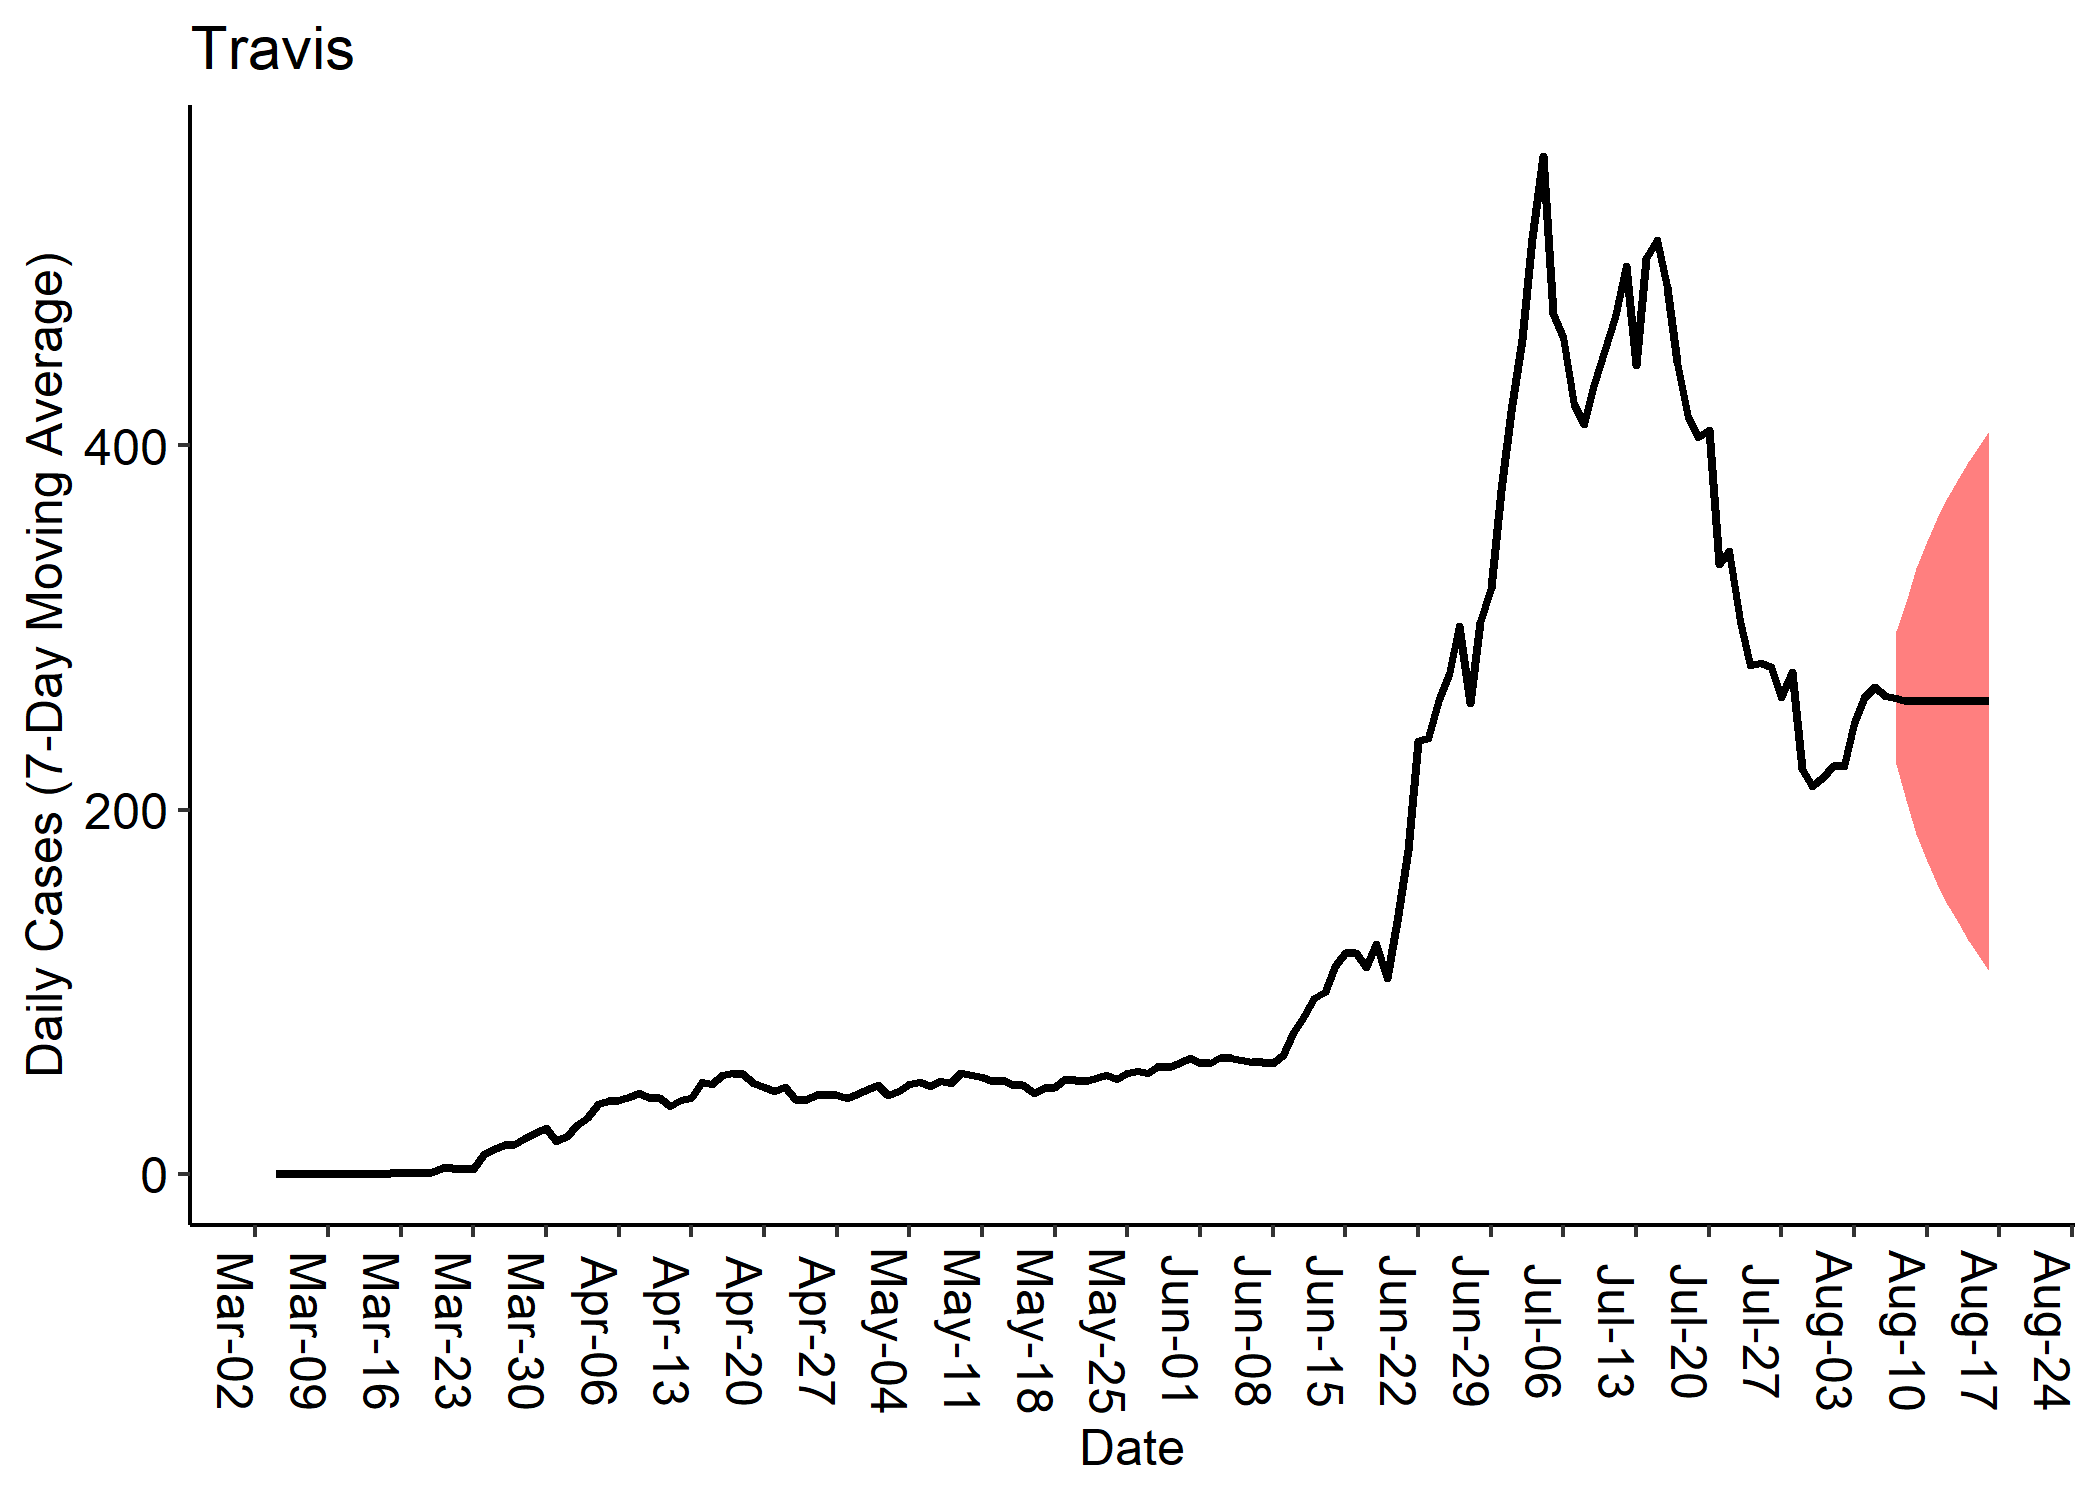 Travis
Daily Cases (7-Day Moving Average)
400
200
0
Mar-02
Mar-09
Mar-16
Mar-23
Mar-30
Apr-06
Apr-13
Apr-20
Apr-27
May-04
May-11
May-18
May-25
Jun-01
Jun-08
Jun-15
Jun-22
Jun-29
Jul-06
Jul-13
Jul-20
Jul-27
Aug-03
Aug-10
Aug-17
Aug-24
Date